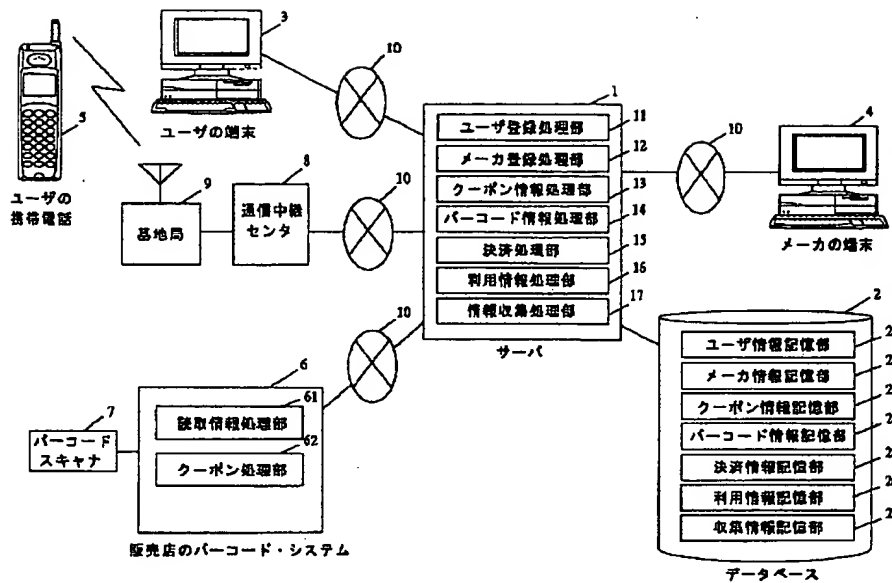 3
10
1
ユーザの端末
5
ユーザの
携帯電話
9
基地局
8
通信中継
センタ
10
11
ユーザ登録処理部
12
メーカ登録処理部
13
クーポン情報処理部
14
バーコード情報処理部
15
決済処理部
16
利用情報処理部
17
情報収集処理部
サーバ
10
4
メーカの端末
10
6
61
読取情報処理部
62
クーポン処理部
7
バーコード
スキャナ
販売店のバーコード・システム
2
ユーザ情報記憶部
2
メーカ情報記憶部
2
クーポン情報記憶部
2
バーコード情報記憶部
2
決済情報記憶部
2
利用情報記憶部
2
収集情報記憶部
2
データベース